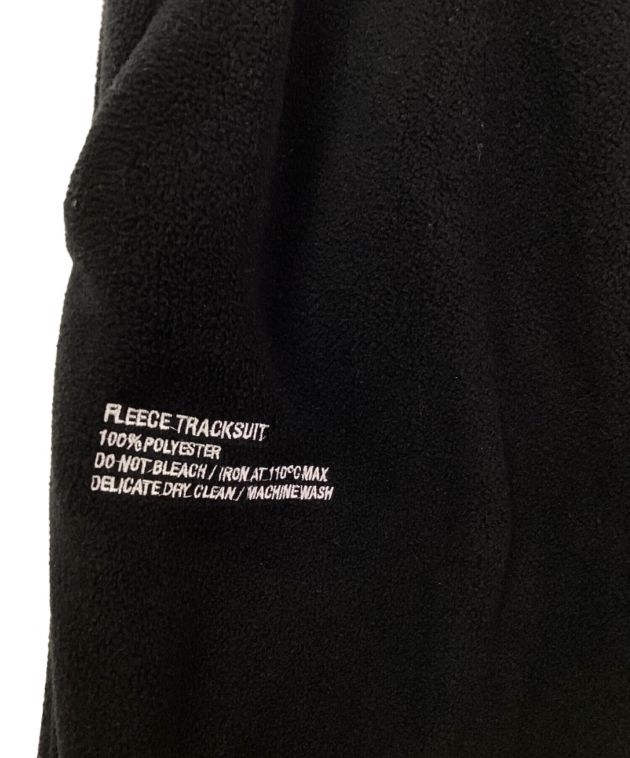 FLEECE TRACKSUIT
100% POLYESTER
DO NOT BLEACH / IRON AT 110°C MAX
DELICATE DRY CLEAN / MACHINE WASH